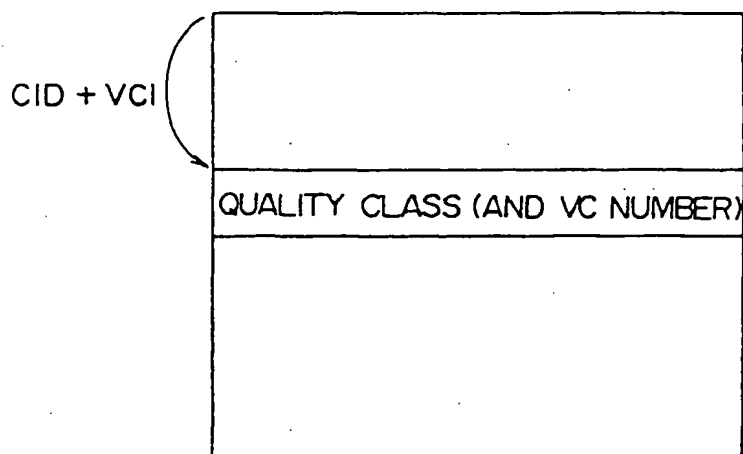 CID + VCI
QUALITY CLASS (AND VC NUMBER)